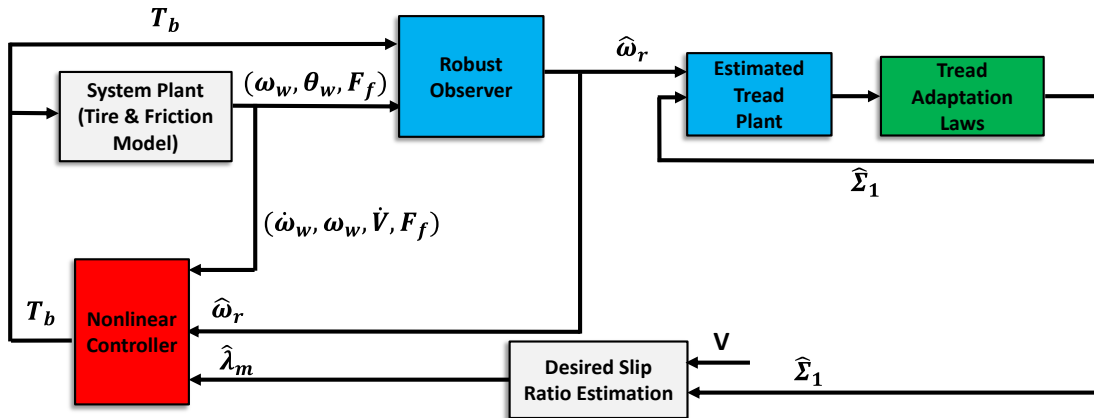 T_b
System Plant
(Tire & Friction
Model)
(ω_w, θ_w, F_f)
Robust
Observer
ω̂_r
Estimated
Tread
Plant
Tread
Adaptation
Laws
Σ̂_1
(ω̇_w, ω_w, V̇, F_f)
T_b
Nonlinear
Controller
ω̂_r
λ̂_m
Desired Slip
Ratio Estimation
V
Σ̂_1